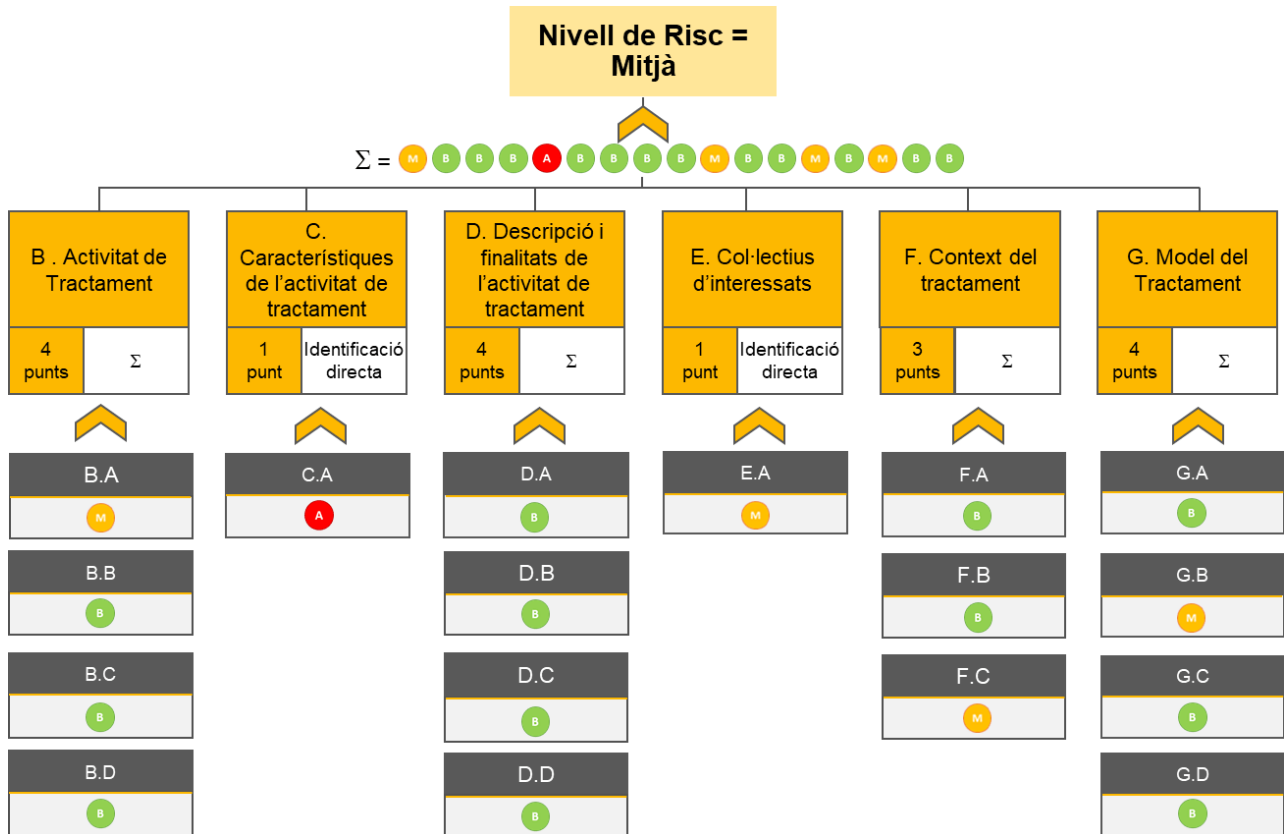 Nivell de Risc =
Mitjà
Σ = M B B B A B B B B M B B M B M B B
B . Activitat de
Tractament
4
punts
Σ
C.
Característiques
de l'activitat de
tractament
1
punt
Identificació
directa
D. Descripció i
finalitats de
l'activitat de
tractament
4
punts
Σ
E. Col·lectius
d'interessats
1
punt
Identificació
directa
F. Context del
tractament
3
punts
Σ
G. Model del
Tractament
4
punts
Σ
B.A
M
B.B
B
B.C
B
B.D
B
C.A
A
D.A
B
D.B
B
D.C
B
D.D
B
E.A
M
F.A
B
F.B
B
F.C
M
G.A
B
G.B
M
G.C
B
G.D
B